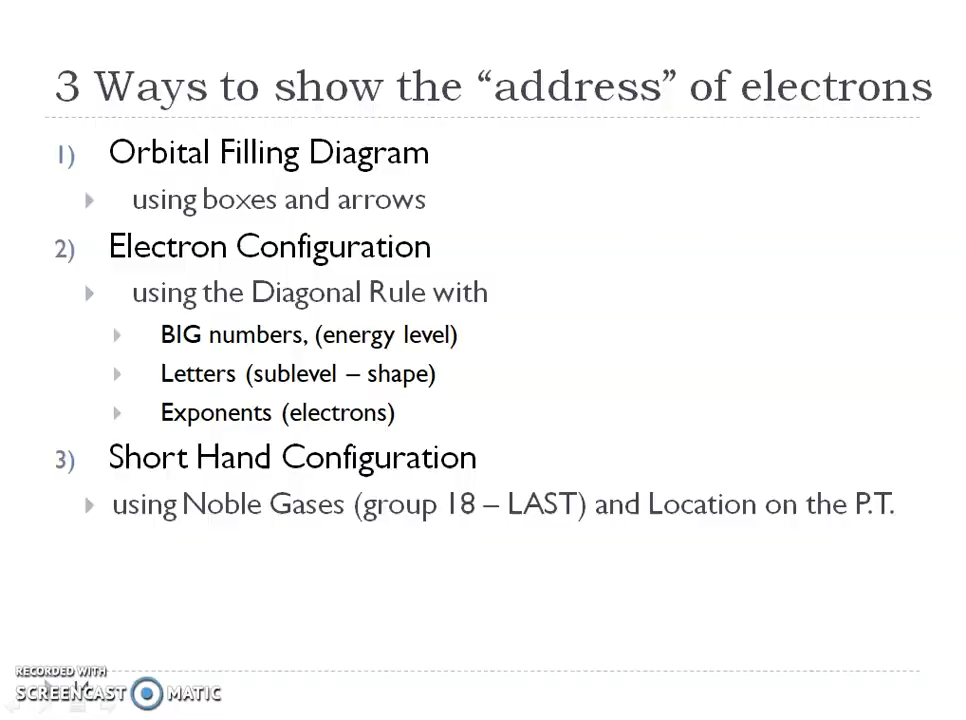 3 Ways to show the “address” of electrons
1) Orbital Filling Diagram
using boxes and arrows
2) Electron Configuration
using the Diagonal Rule with
BIG numbers, (energy level)
Letters (sublevel – shape)
Exponents (electrons)
3) Short Hand Configuration
using Noble Gases (group 18 – LAST) and Location on the P.T.
RECORDED WITH
SCREENCAST MATIC